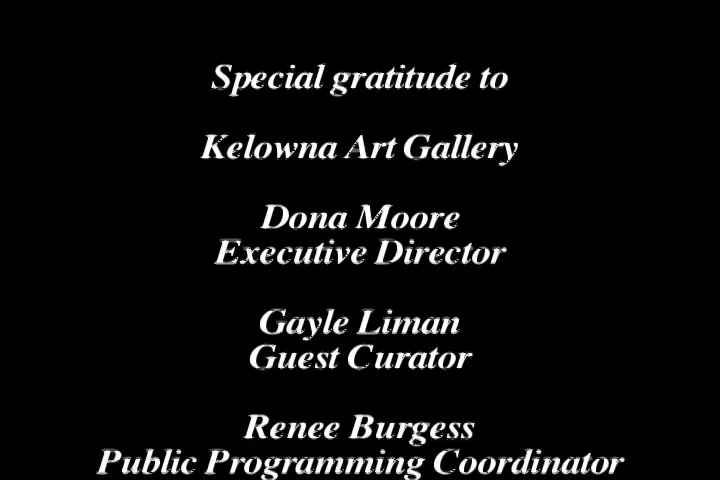 Special gratitude to
Kelowna Art Gallery
Dona Moore
Executive Director
Gayle Liman
Guest Curator
Renee Burgess
Public Programming Coordinator